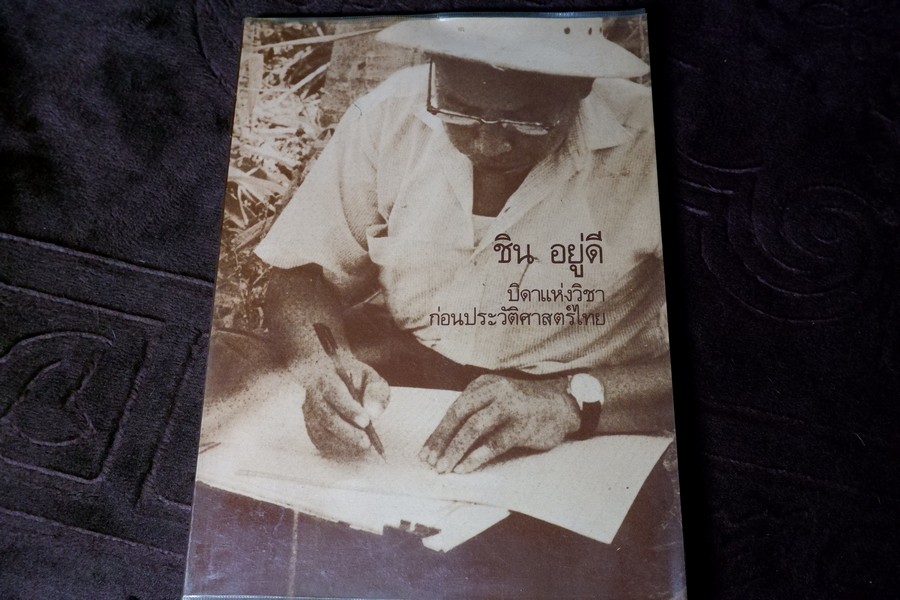 ชิน อยู่ดี
บิดาแห่งวิชา
ก่อนประวัติศาสตร์ไทย